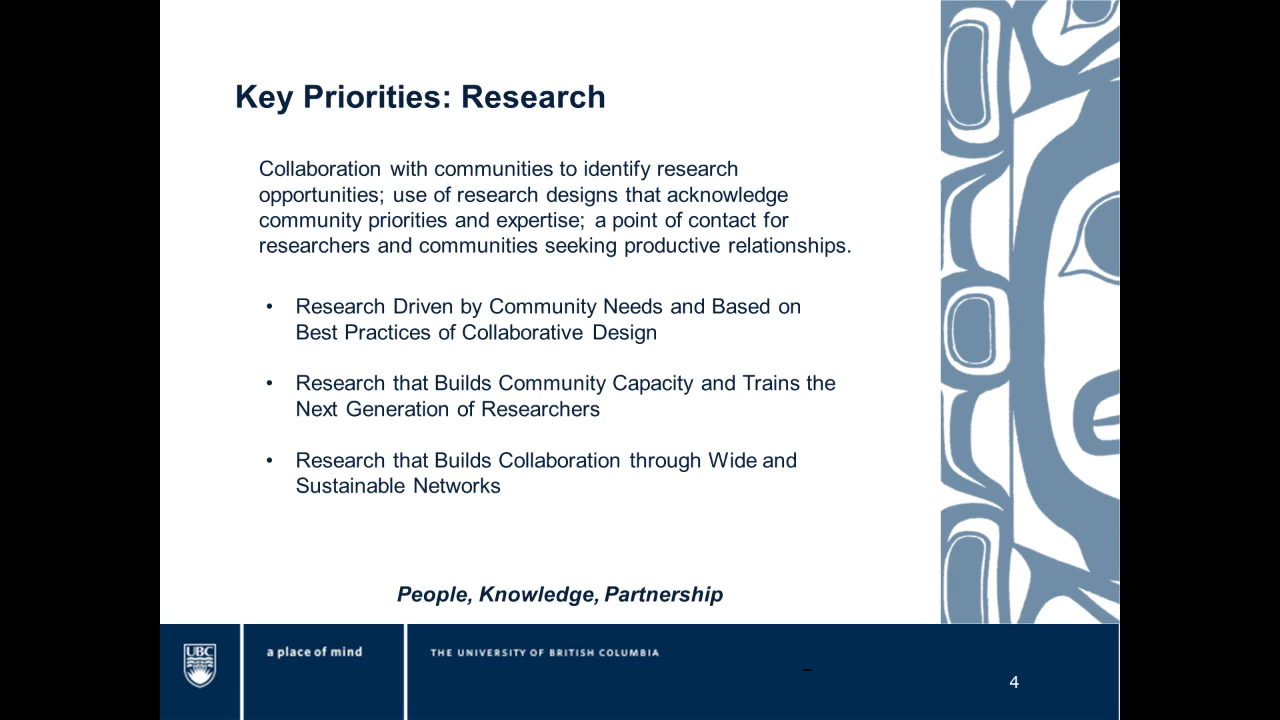 Key Priorities: Research
Collaboration with communities to identify research
opportunities; use of research designs that acknowledge
community priorities and expertise; a point of contact for
researchers and communities seeking productive relationships.
• Research Driven by Community Needs and Based on
Best Practices of Collaborative Design
• Research that Builds Community Capacity and Trains the
Next Generation of Researchers
• Research that Builds Collaboration through Wide and
Sustainable Networks
People, Knowledge, Partnership
UBC
a place of mind
THE UNIVERSITY OF BRITISH COLUMBIA
4